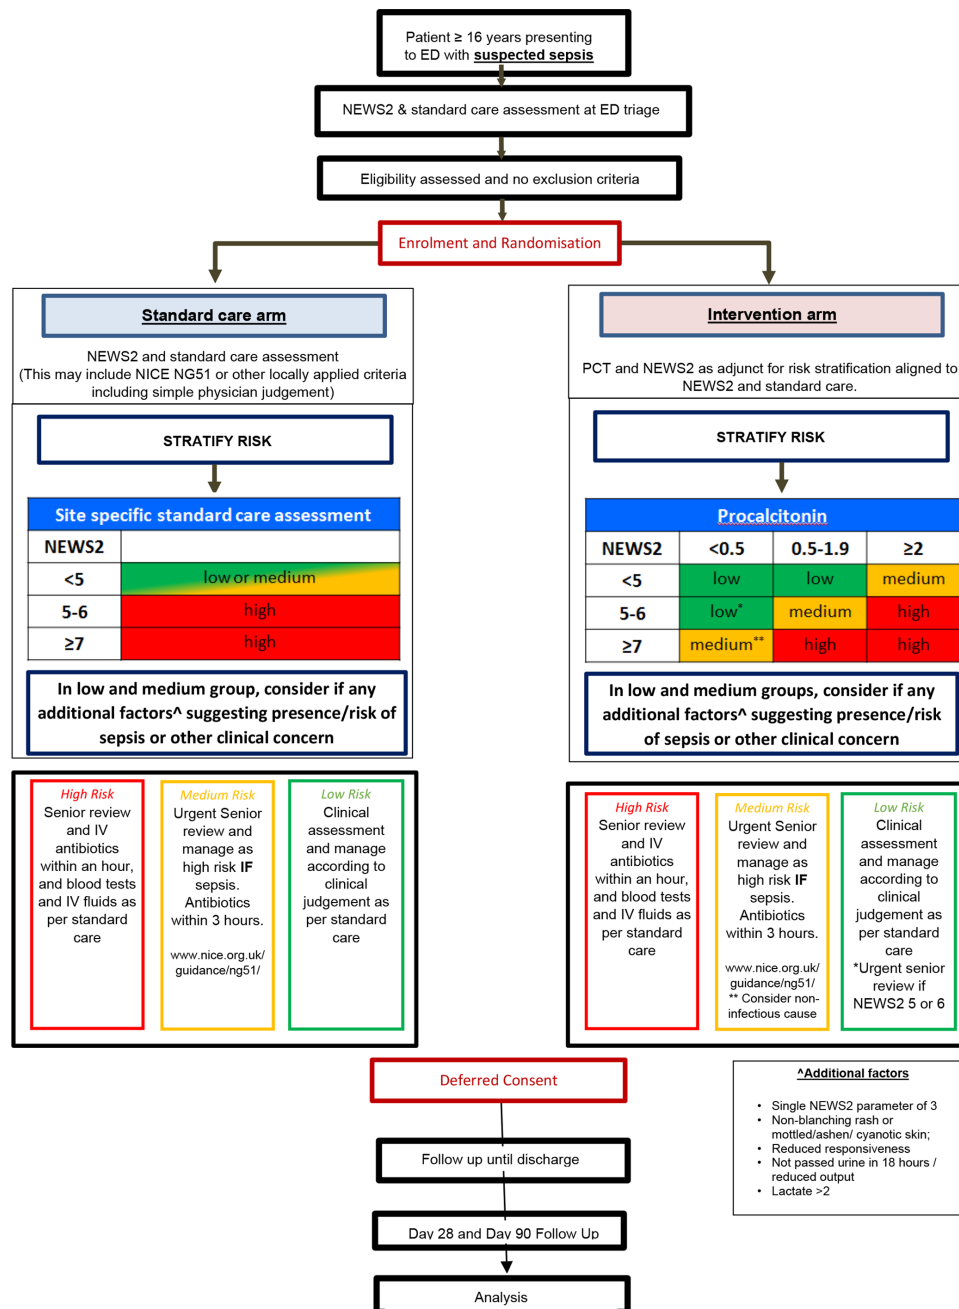 Patient ≥ 16 years presenting
to ED with suspected sepsis
NEWS2 & standard care assessment at ED triage
Eligibility assessed and no exclusion criteria
Enrolment and Randomisation
Standard care arm
NEWS2 and standard care assessment
(This may include NICE NG51 or other locally applied criteria
including simple physician judgement)
STRATIFY RISK
Site specific standard care assessment
NEWS2
<5 low or medium
5-6 high
≥7 high
In low and medium group, consider if any
additional factors^ suggesting presence/risk of
sepsis or other clinical concern
High Risk
Senior review
and IV
antibiotics
within an hour,
and blood tests
and IV fluids as
per standard
care
Medium Risk
Urgent Senior
review and
manage as
high risk IF
sepsis.
Antibiotics
within 3 hours.
www.nice.org.uk/
guidance/ng51/
Low Risk
Clinical
assessment
and manage
according to
clinical
judgement as
per standard
care
Intervention arm
PCT and NEWS2 as adjunct for risk stratification aligned to
NEWS2 and standard care.
STRATIFY RISK
Procalcitonin
NEWS2 <0.5 0.5-1.9 ≥2
<5 low low medium
5-6 low* medium high
≥7 medium** high high
In low and medium groups, consider if any
additional factors^ suggesting presence/risk
of sepsis or other clinical concern
High Risk
Senior review
and IV
antibiotics
within an hour,
and blood tests
and IV fluids as
per standard
care
Medium Risk
Urgent Senior
review and
manage as
high risk IF
sepsis.
Antibiotics
within 3 hours.
www.nice.org.uk/
guidance/ng51/
** Consider non-
infectious cause
Low Risk
Clinical
assessment
and manage
according to
clinical
judgement as
per standard
care
*Urgent senior
review if
NEWS2 5 or 6
Deferred Consent
Follow up until discharge
Day 28 and Day 90 Follow Up
Analysis
^Additional factors
• Single NEWS2 parameter of 3
• Non-blanching rash or
mottled/ashen/ cyanotic skin;
• Reduced responsiveness
• Not passed urine in 18 hours /
reduced output
• Lactate >2